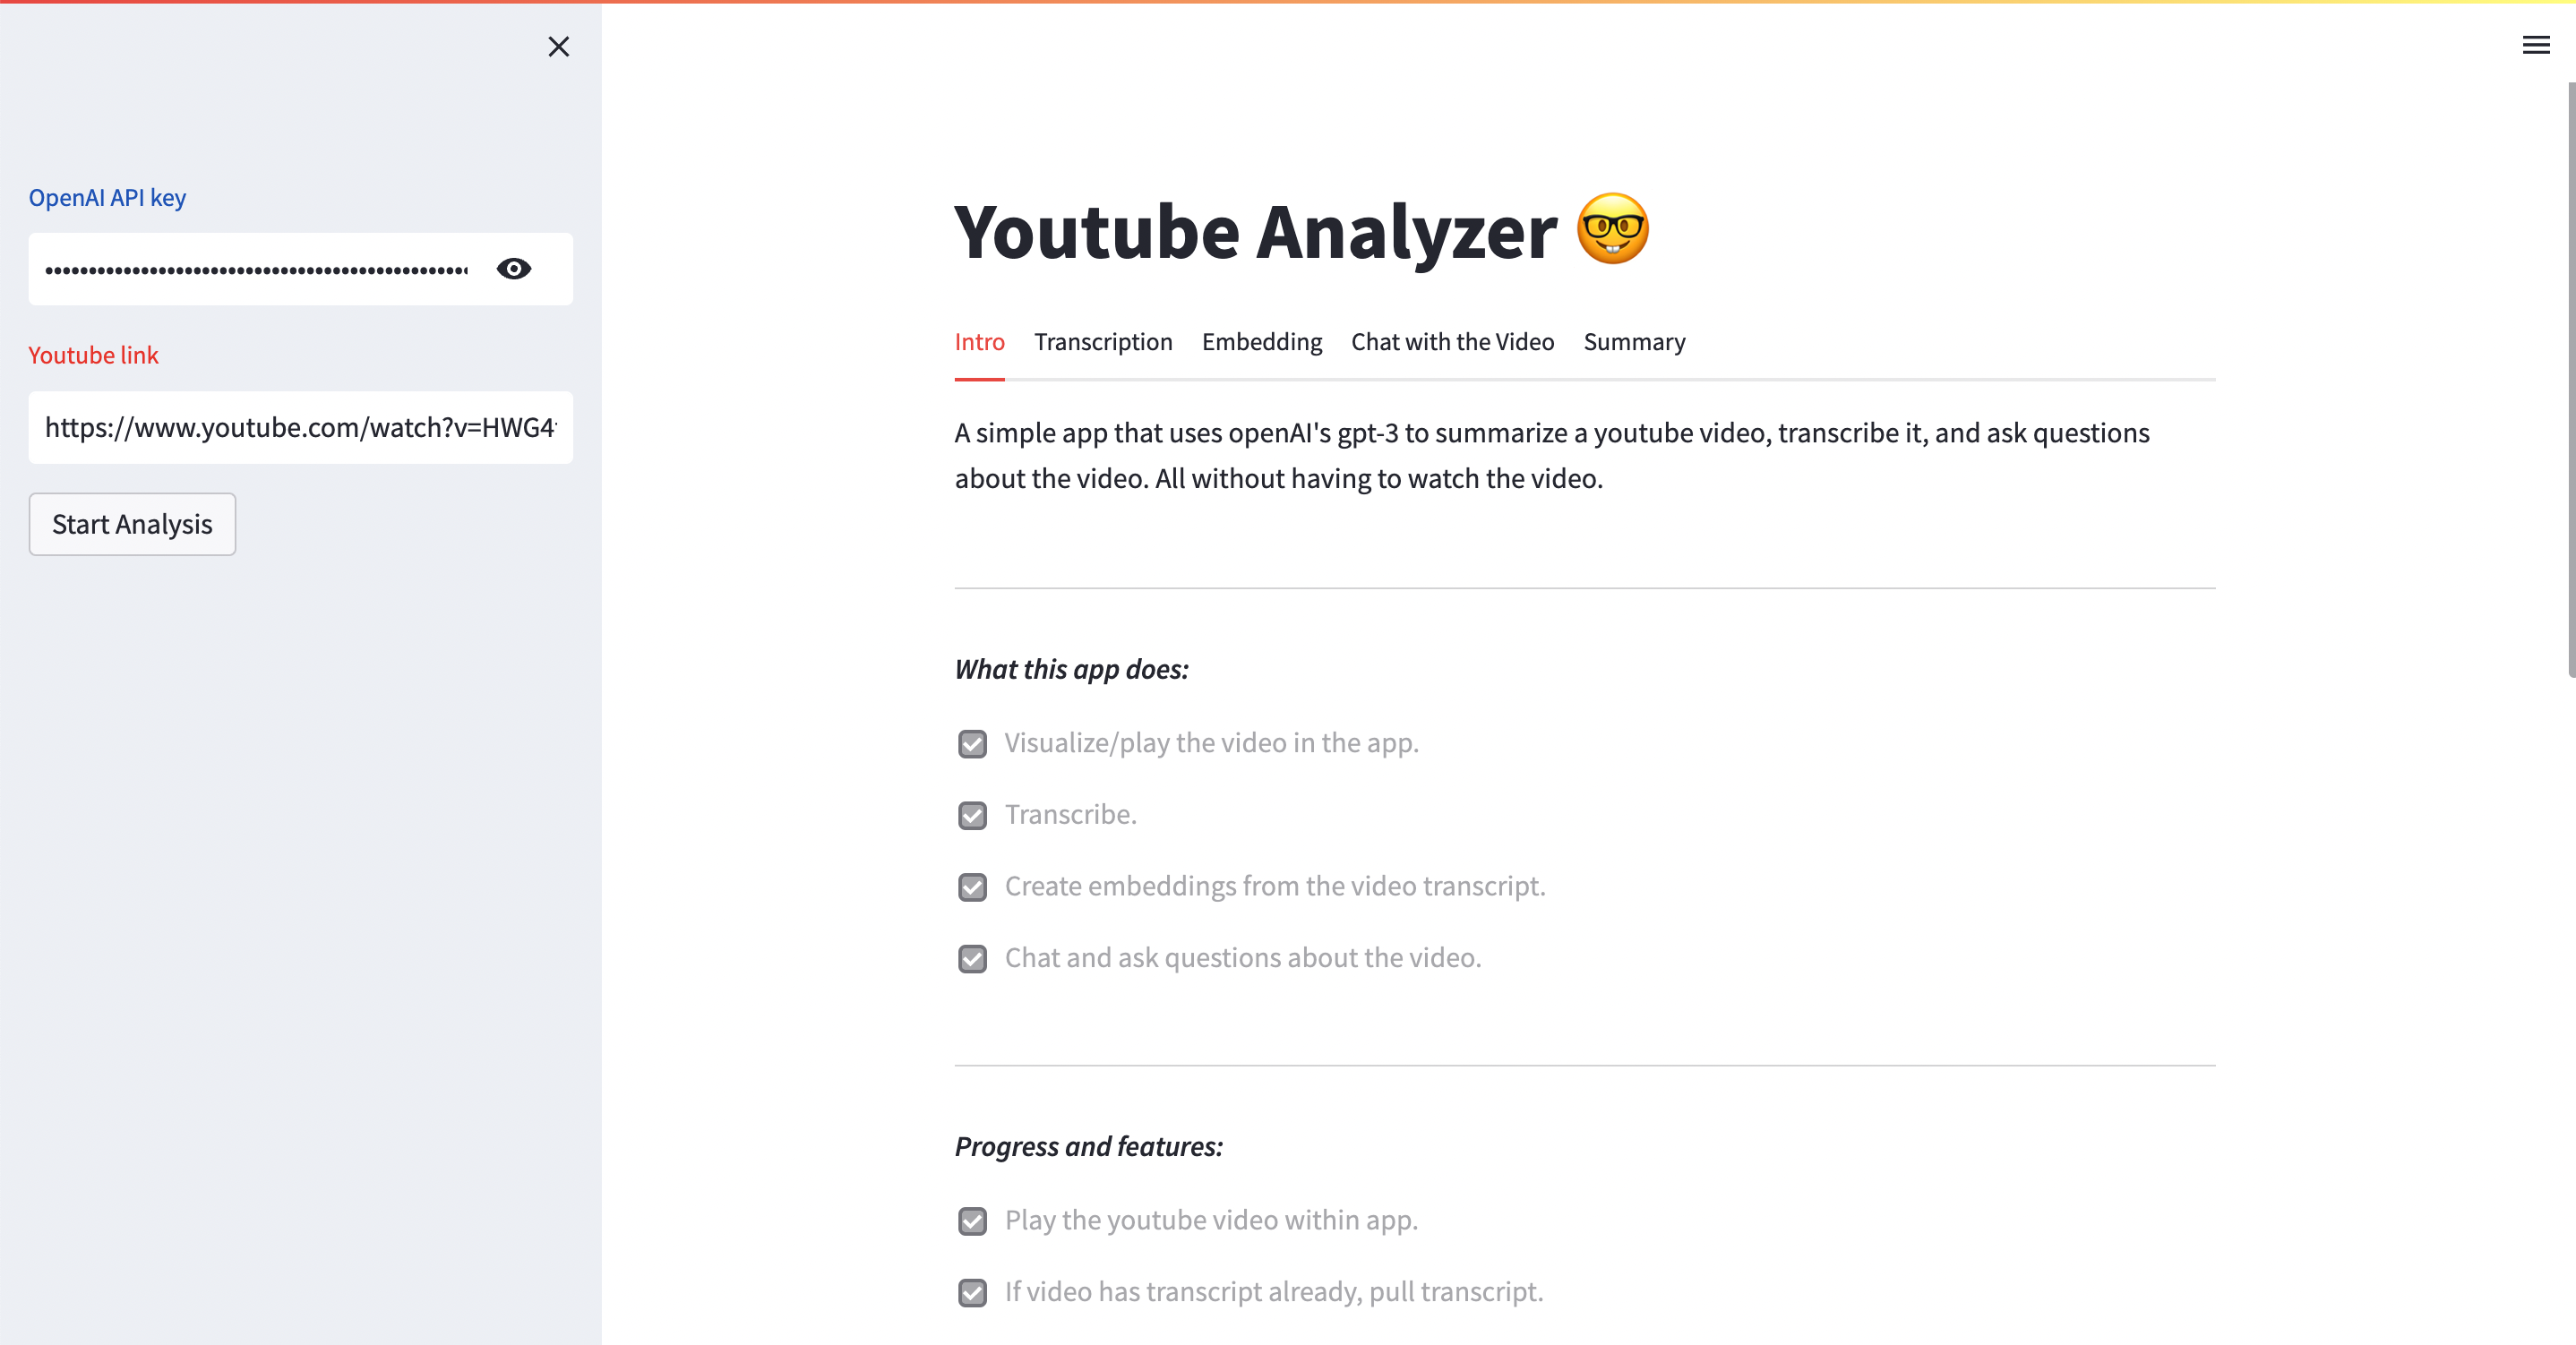 OpenAI API key
Youtube link
https://www.youtube.com/watch?v=HWG4
Start Analysis
Youtube Analyzer 🤓
Intro Transcription Embedding Chat with the Video Summary
A simple app that uses openAI's gpt-3 to summarize a youtube video, transcribe it, and ask questions
about the video. All without having to watch the video.
What this app does:
Visualize/play the video in the app.
Transcribe.
Create embeddings from the video transcript.
Chat and ask questions about the video.
Progress and features:
Play the youtube video within app.
If video has transcript already, pull transcript.